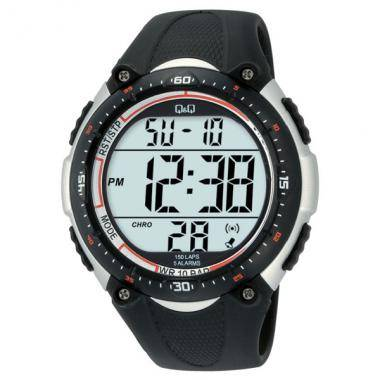 60
Q&Q
RST/STP
SU - 10
PM 12:38
45
15
MODE
CHRO
28
150 LAPS
5 ALARMS
WR 10 BAR
30